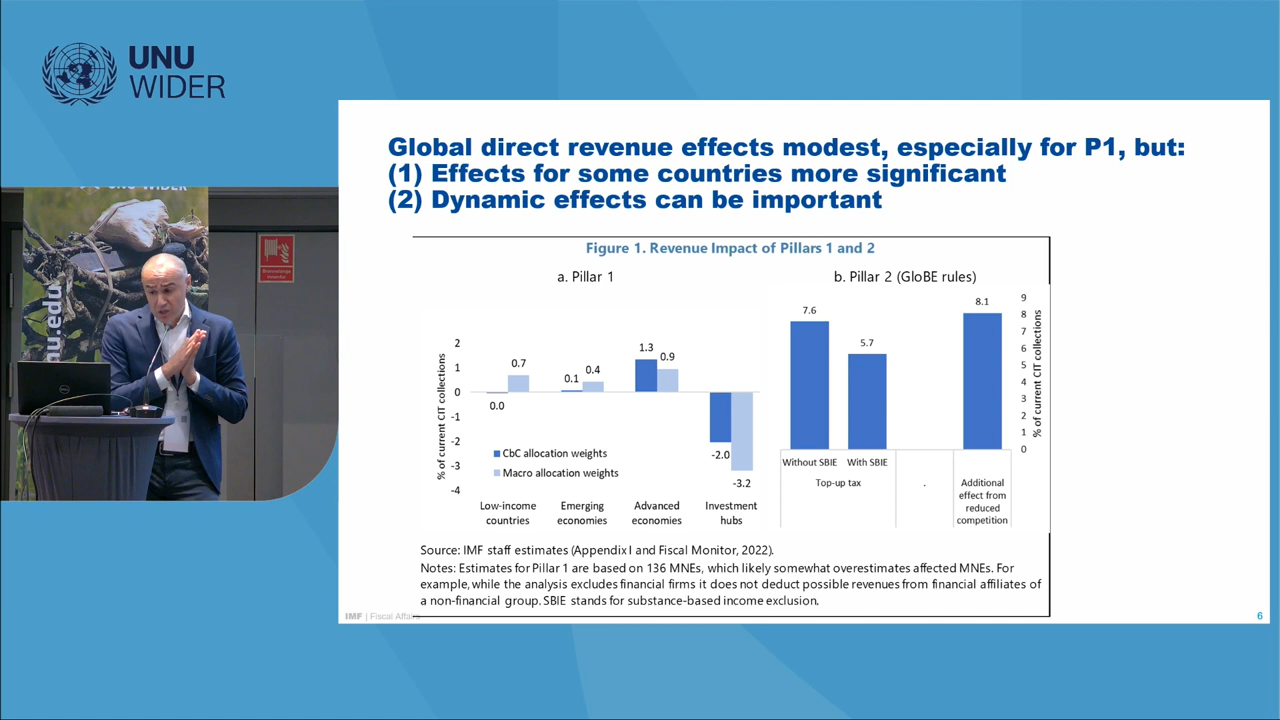 UNU
WIDER
UNU WIDER
nu.edu
DELL
Global direct revenue effects modest, especially for P1, but:
(1) Effects for some countries more significant
(2) Dynamic effects can be important
Figure 1. Revenue Impact of Pillars 1 and 2
a. Pillar 1
% of current CIT collections
2
1
0
-1
-2
-3
-4
0.0
0.7
0.1
0.4
1.3
0.9
-2.0
-3.2
CbC allocation weights
Macro allocation weights
Low-income
countries
Emerging
economies
Advanced
economies
Investment
hubs
b. Pillar 2 (GloBE rules)
7.6
5.7
8.1
9
8
7
6
5
4
3
2
1
0
% of current CIT collections
Without SBIE
With SBIE
Top-up tax
.
Additional
effect from
reduced
competition
Source: IMF staff estimates (Appendix I and Fiscal Monitor, 2022).
Notes: Estimates for Pillar 1 are based on 136 MNEs, which likely somewhat overestimates affected MNEs. For
example, while the analysis excludes financial firms it does not deduct possible revenues from financial affiliates of
a non-financial group. SBIE stands for substance-based income exclusion.
IMF | Fiscal Affairs
6